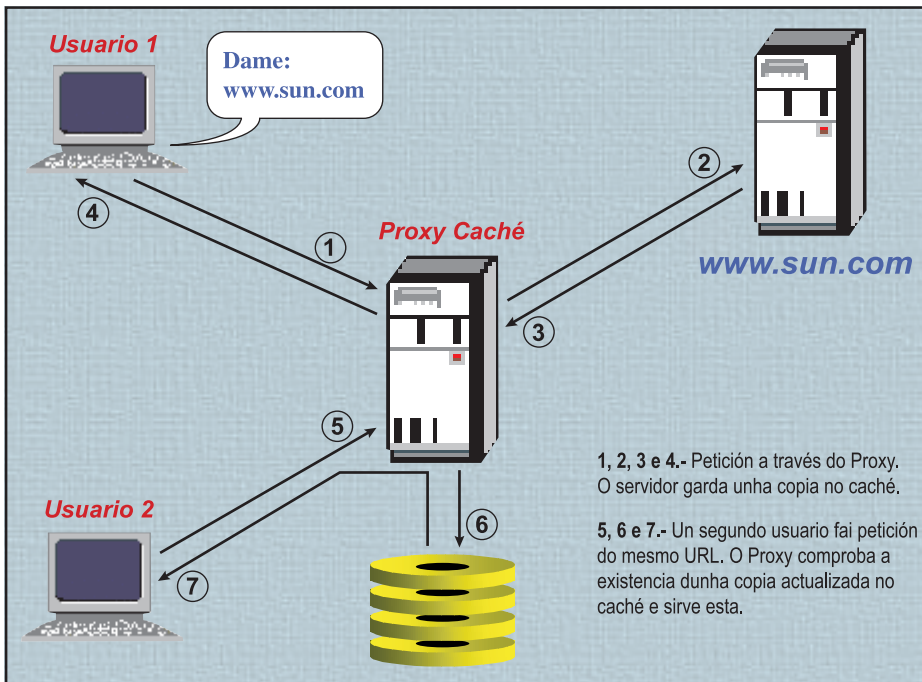 Usuario 1
Dame:
www.sun.com
2
4
1
Proxy Caché
www.sun.com
3
5
1, 2, 3 e 4.- Petición a través do Proxy.
O servidor garda unha copia no caché.
Usuario 2
6
5, 6 e 7.- Un segundo usuario fai petición
do mesmo URL. O Proxy comproba a
existencia dunha copia actualizada no
caché e sirve esta.
7